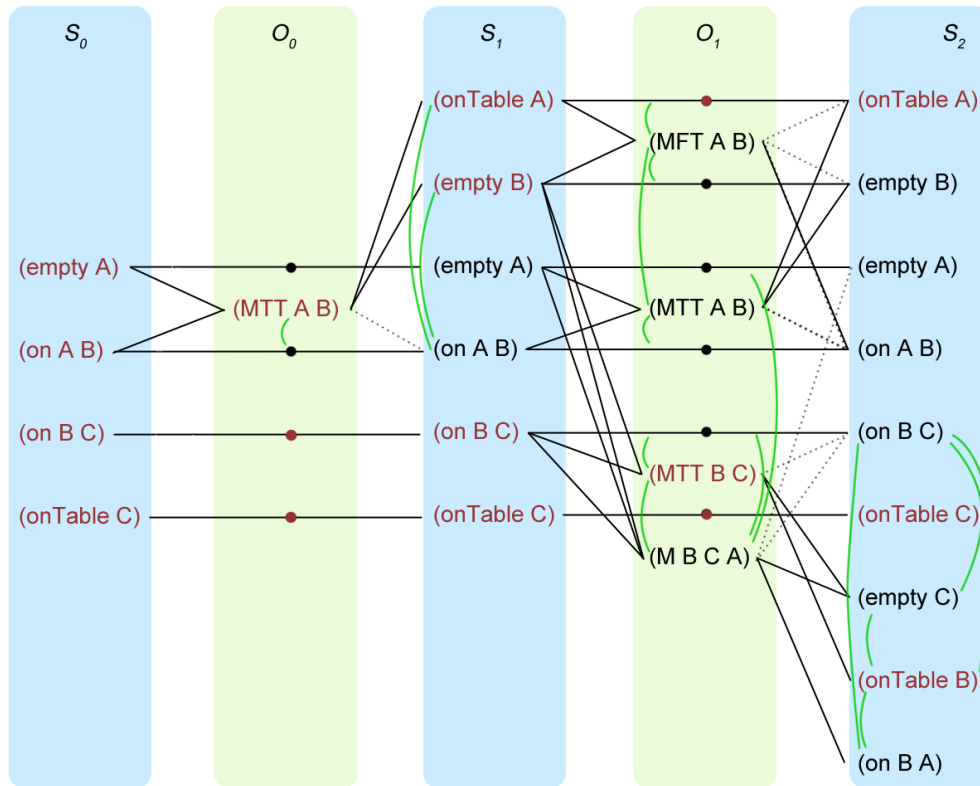 S0
O0
S1
O1
S2
(onTable A)
(onTable A)
(MFT A B)
(empty B)
(empty B)
(empty A)
(empty A)
(empty A)
(MTT A B)
(MTT A B)
(on A B)
(on A B)
(on A B)
(on B C)
(on B C)
(on B C)
(MTT B C)
(onTable C)
(onTable C)
(onTable C)
(M B C A)
(empty C)
(onTable B)
(on B A)